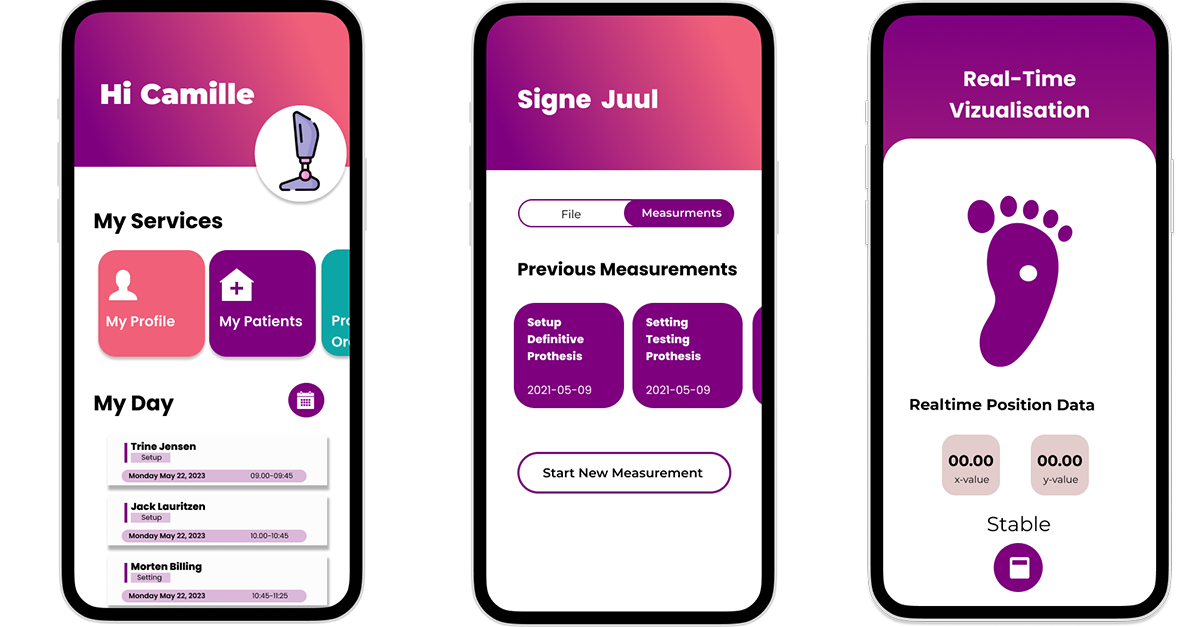 Hi Camille
My Services
My Profile
My Patients
My Day
Trine Jensen
Setup
Monday May 22, 2023 09.00-09:45
Jack Lauritzen
Setup
Monday May 22, 2023 10.00-10:45
Morten Billing
Setting
Monday May 22, 2023 10:45-11:25
Signe Juul
File Measurments
Previous Measurements
Setup
Definitive
Prothesis
2021-05-09
Setting
Testing
Prothesis
2021-05-09
Start New Measurement
Real-Time
Vizualisation
Realtime Position Data
00.00 00.00
x-value y-value
Stable